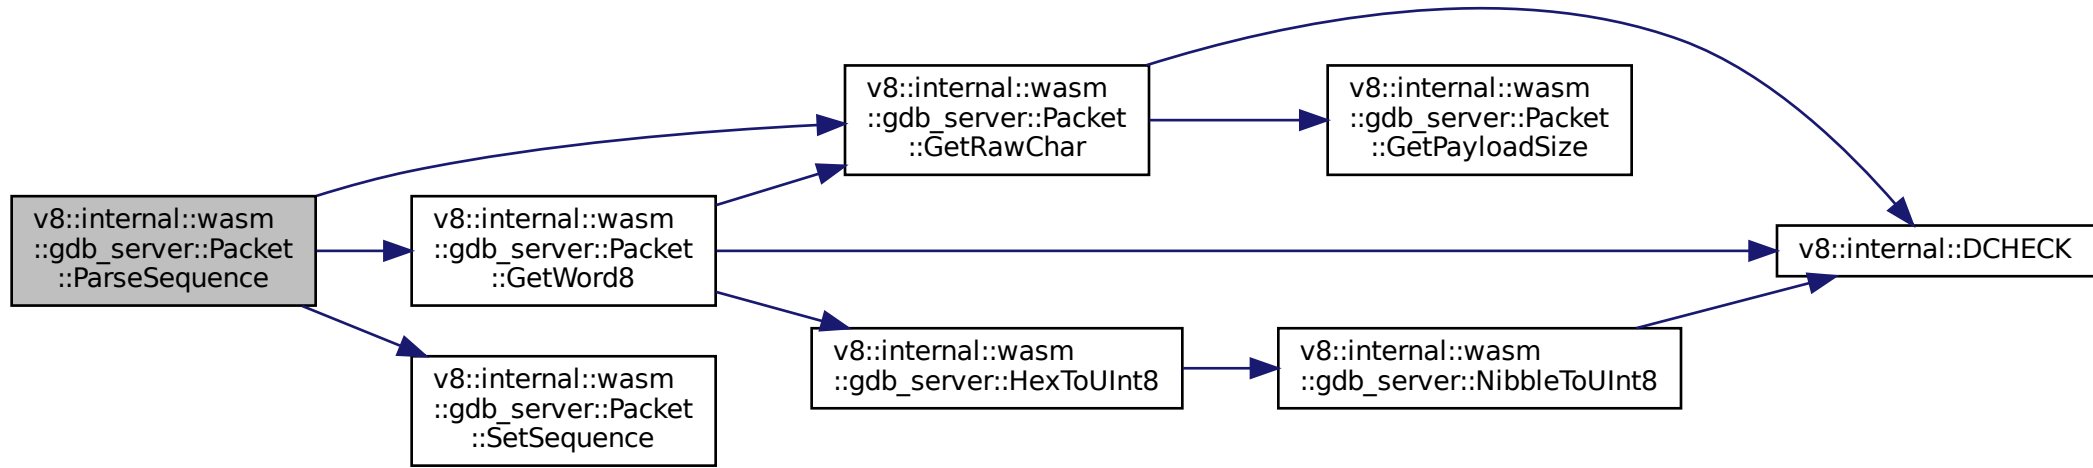 v8::internal::wasm
::gdb_server::Packet
::ParseSequence
v8::internal::wasm
::gdb_server::Packet
::GetWord8
v8::internal::wasm
::gdb_server::Packet
::SetSequence
v8::internal::wasm
::gdb_server::Packet
::GetRawChar
v8::internal::wasm
::gdb_server::HexToUInt8
v8::internal::wasm
::gdb_server::Packet
::GetPayloadSize
v8::internal::wasm
::gdb_server::NibbleToUInt8
v8::internal::DCHECK